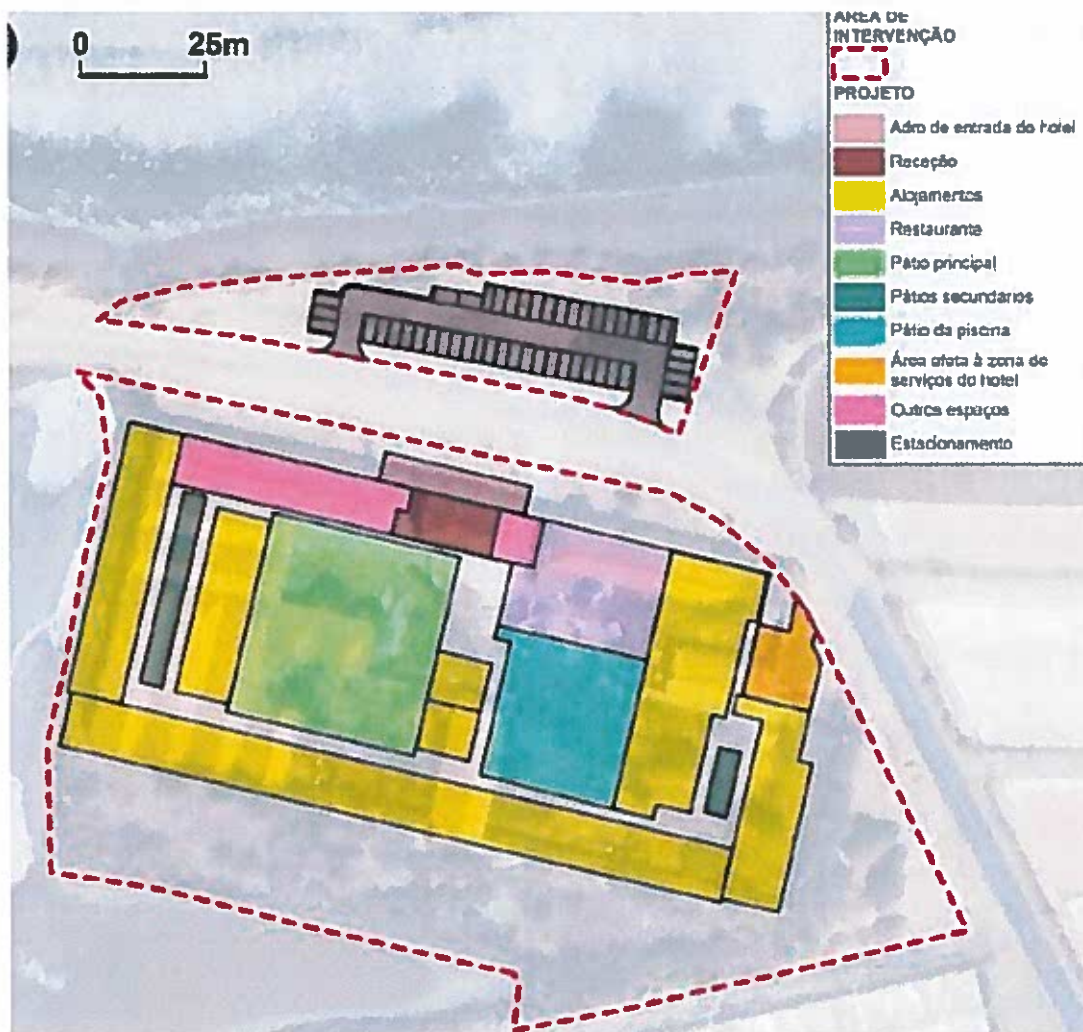 0 25m
ÁREA DE
INTERVENÇÃO
PROJETO
Adro de entrada do hotel
Receção
Alojamentos
Restaurante
Pátio principal
Pátios secundários
Pátio da piscina
Área afeta à zona de
serviços do hotel
Outros espaços
Estacionamento